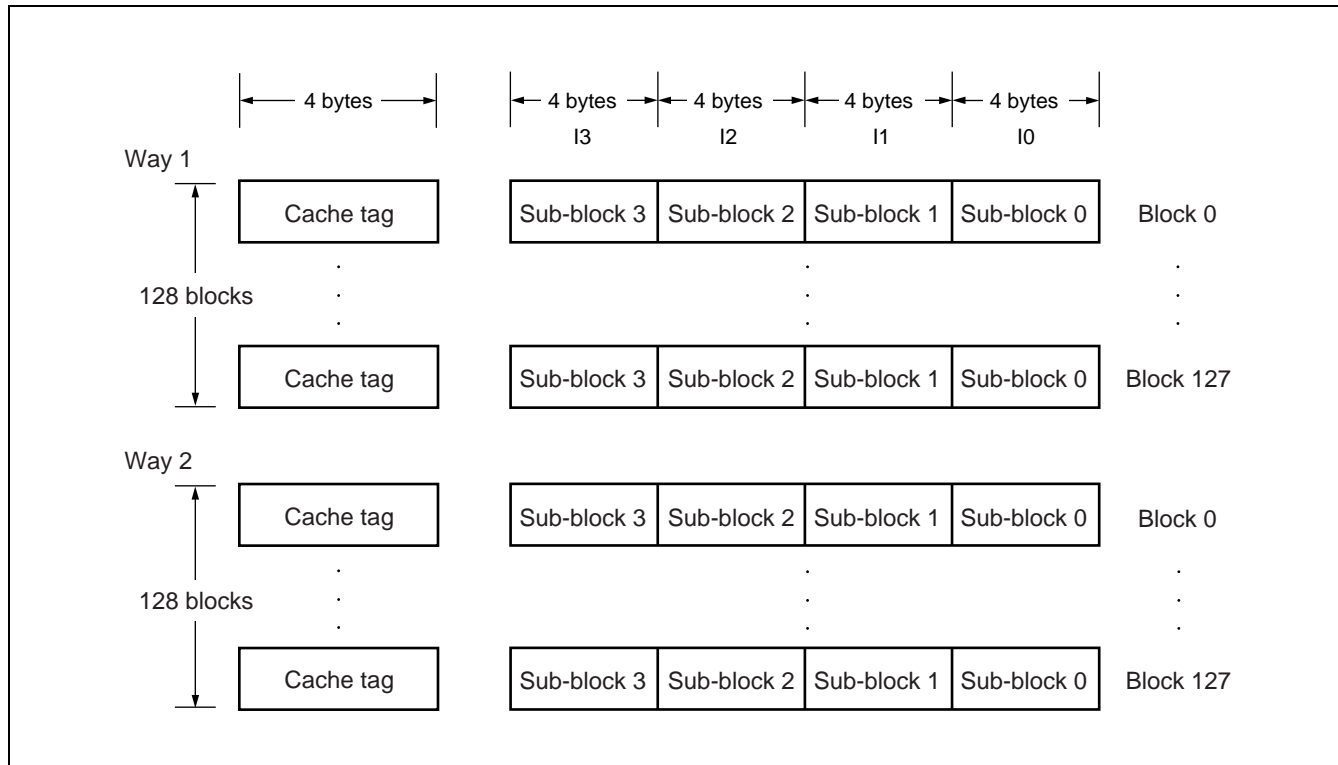 4 bytes 4 bytes 4 bytes 4 bytes 4 bytes
I3 I2 I1 I0
Way 1
Cache tag Sub-block 3 Sub-block 2 Sub-block 1 Sub-block 0 Block 0
128 blocks
Cache tag Sub-block 3 Sub-block 2 Sub-block 1 Sub-block 0 Block 127
Way 2
Cache tag Sub-block 3 Sub-block 2 Sub-block 1 Sub-block 0 Block 0
128 blocks
Cache tag Sub-block 3 Sub-block 2 Sub-block 1 Sub-block 0 Block 127